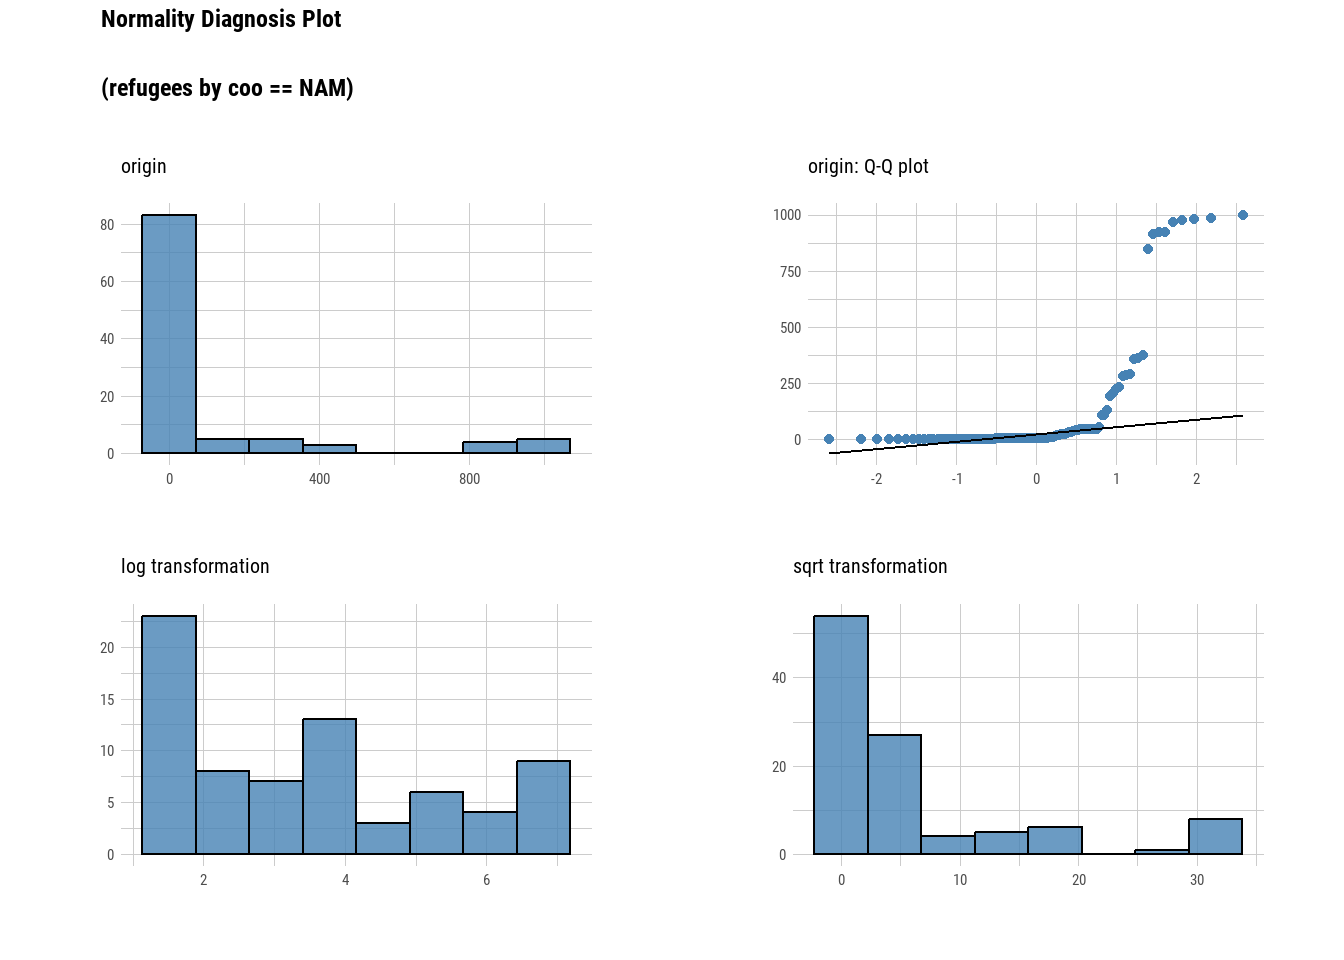 Normality Diagnosis Plot
(refugees by coo == NAM)
origin
80
60
40
20
0
0 400 800
origin: Q-Q plot
1000
750
500
250
0
-2 -1 0 1 2
log transformation
20
15
10
5
0
2 4 6
sqrt transformation
40
20
0
0 10 20 30